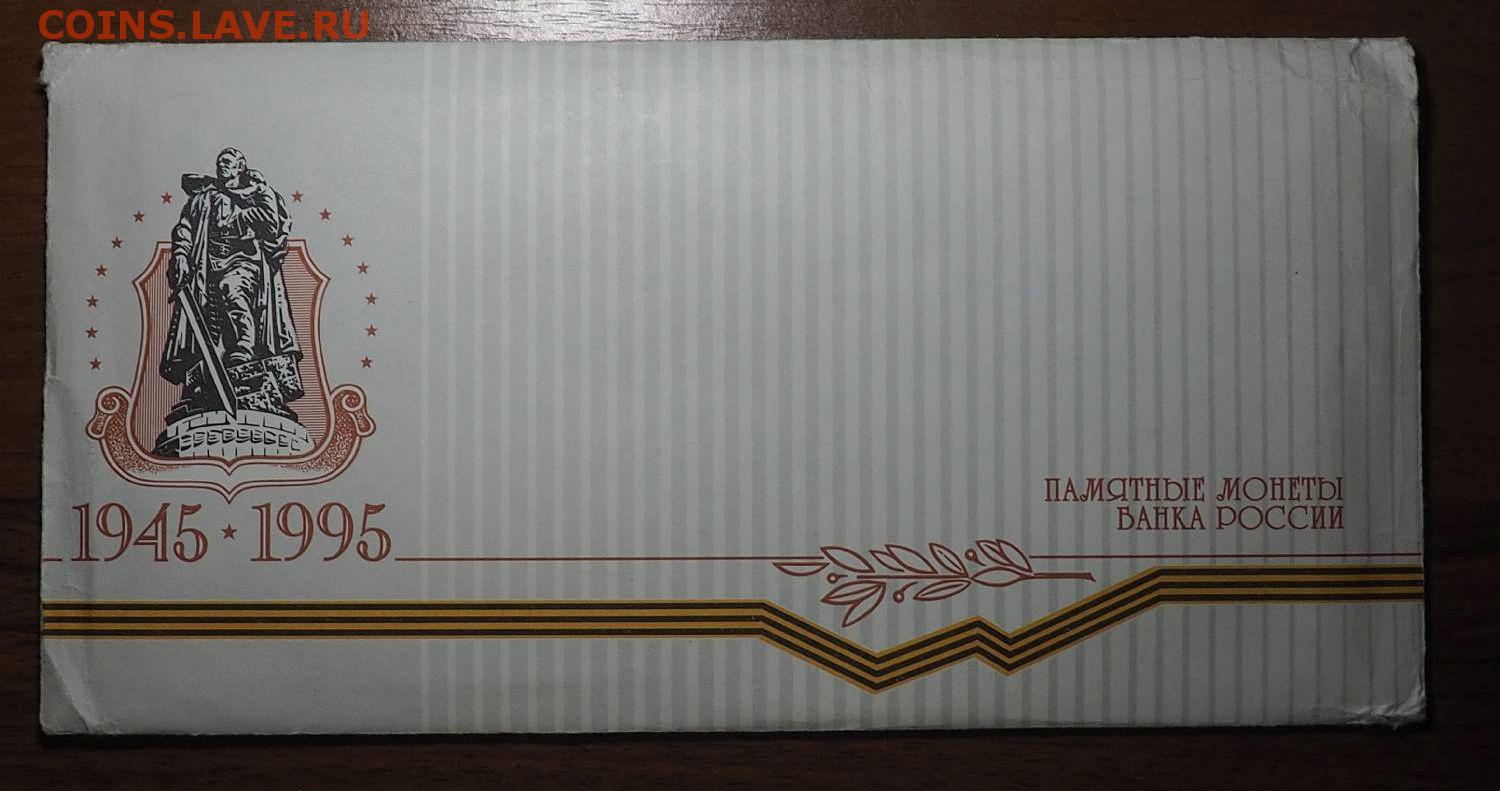 COINS.LAVE.RU
ПАМЯТНЫЕ МОНЕТЫ
БАНКА РОССИИ
1945 ★ 1995